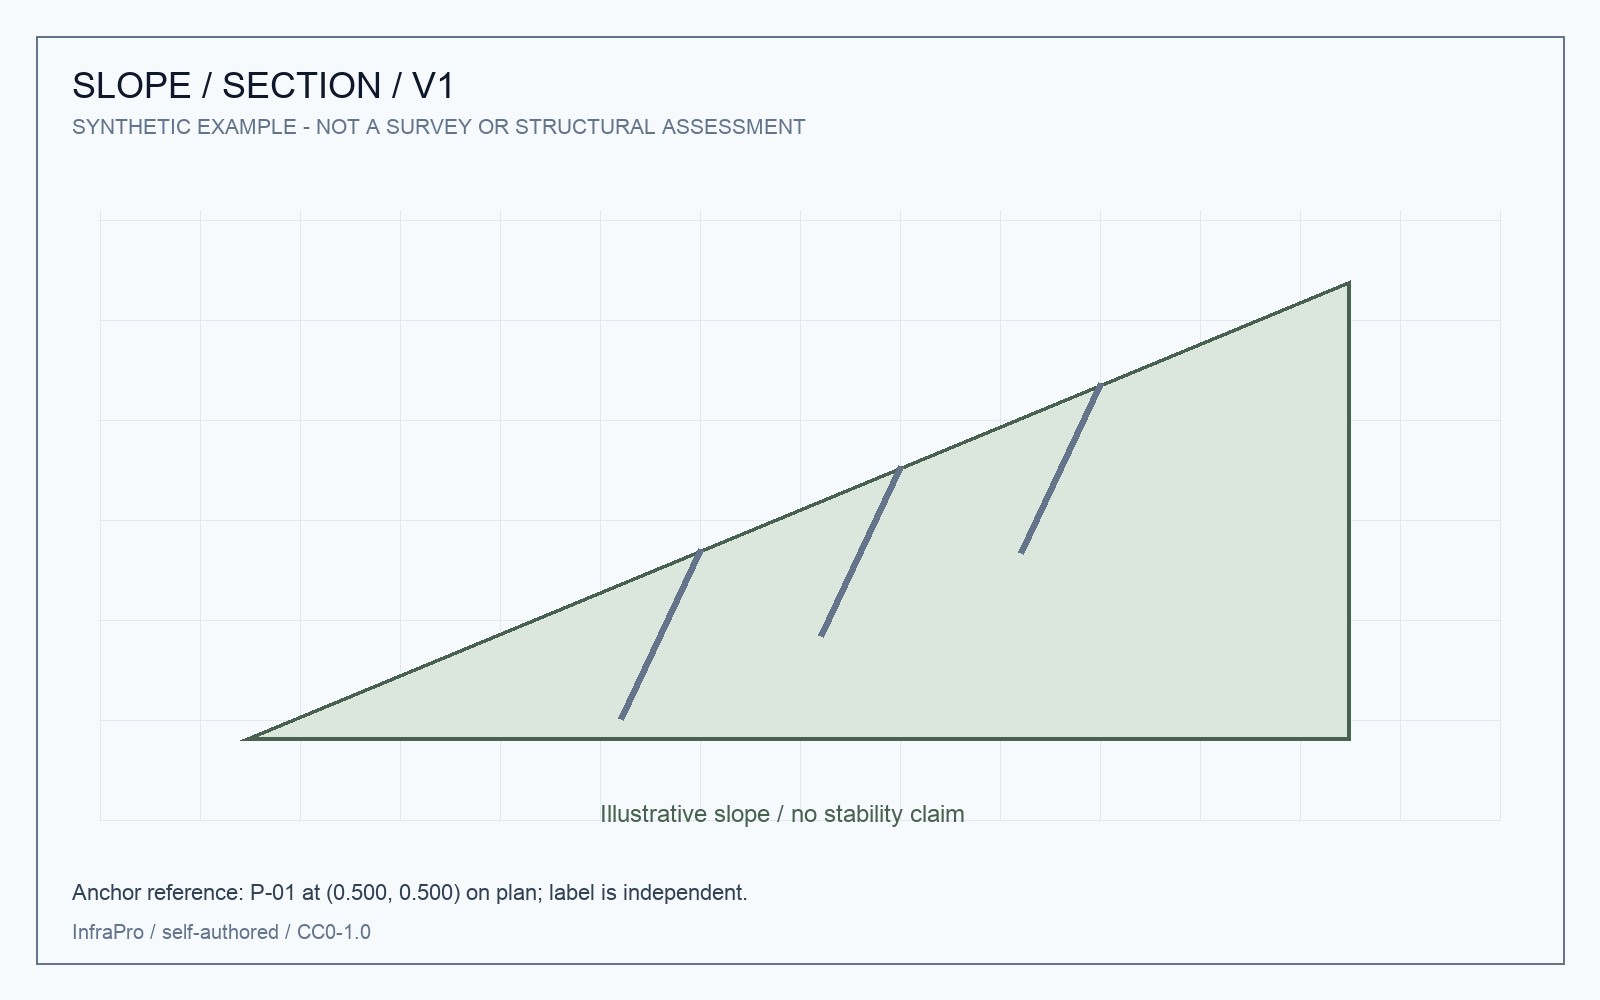 SLOPE / SECTION / V1
SYNTHETIC EXAMPLE - NOT A SURVEY OR STRUCTURAL ASSESSMENT
Illustrative slope / no stability claim
Anchor reference: P-01 at (0.500, 0.500) on plan; label is independent.
InfraPro / self-authored / CC0-1.0